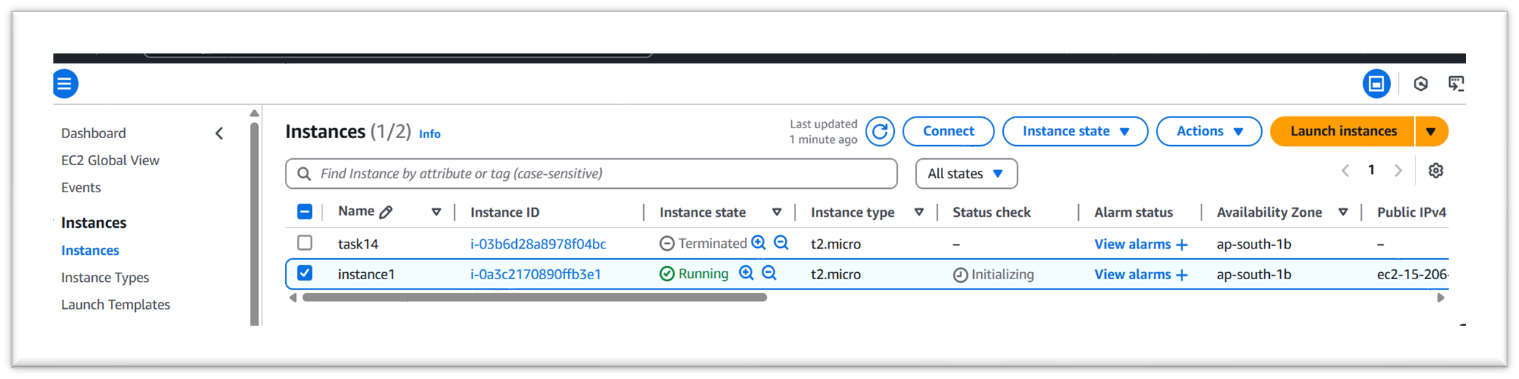 Dashboard
EC2 Global View
Events
Instances
Instances
Instance Types
Launch Templates
Instances (1/2) Info
Last updated
1 minute ago
Connect
Instance state
Actions
Launch instances
Find Instance by attribute or tag (case-sensitive)
All states
1
Name Instance ID Instance state Instance type Status check Alarm status Availability Zone Public IPv4
task14 i-03b6d28a8978f04bc Terminated t2.micro – View alarms + ap-south-1b –
instance1 i-0a3c2170890ffb3e1 Running t2.micro Initializing View alarms + ap-south-1b ec2-15-206-